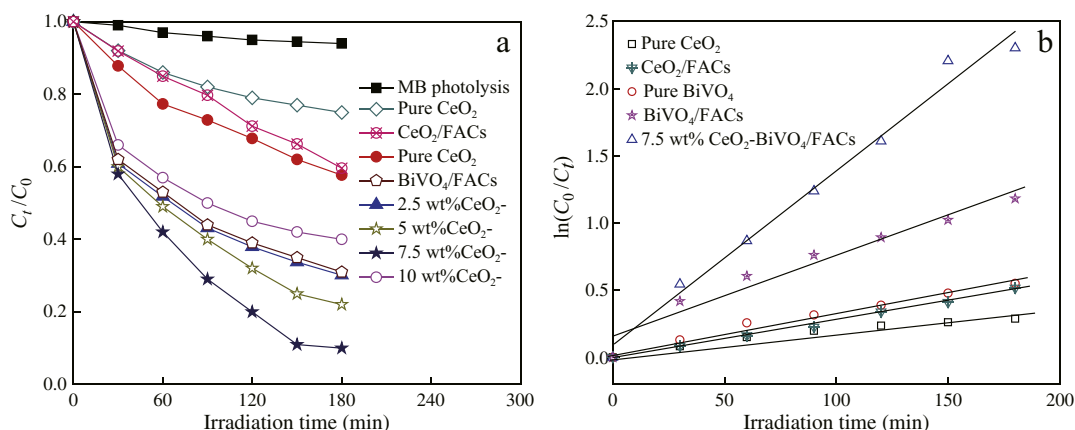 a
1.0
0.8
0.6
0.4
0.2
0.0
0
60
120
180
240
300
Cₜ/C₀
Irradiation time (min)
MB photolysis
Pure CeO₂
CeO₂/FACs
Pure CeO₂
BiVO₄/FACs
2.5 wt%CeO₂-
5 wt%CeO₂-
7.5 wt%CeO₂-
10 wt%CeO₂-
b
2.5
2.0
1.5
1.0
0.5
0.0
0
50
100
150
200
ln(C₀/Cₜ)
Irradiation time (min)
Pure CeO₂
CeO₂/FACs
Pure BiVO₄
BiVO₄/FACs
7.5 wt% CeO₂-BiVO₄/FACs